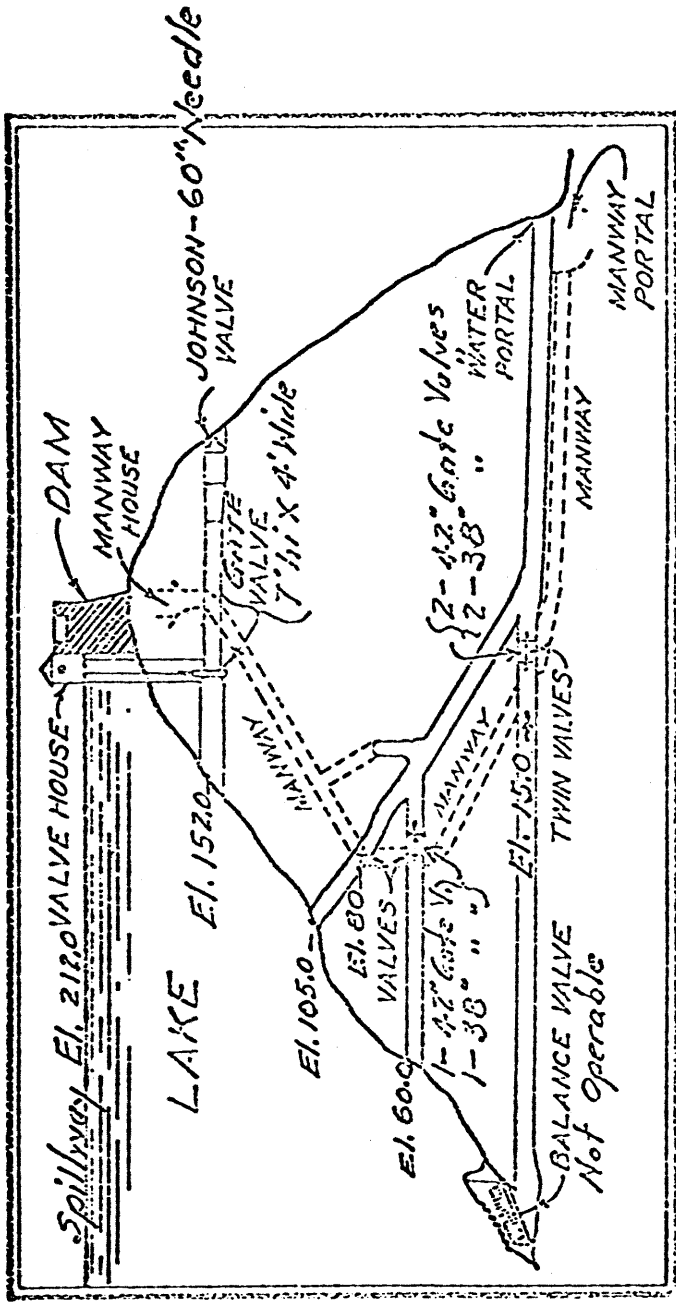 Spillway El. 212.0
VALVE HOUSE
DAM
MANWAY
HOUSE
JOHNSON-60" Needle
VALVE
LAKE
El. 152.0
GATE
VALVE
7' hi x 4' Wide
El. 105.0
MANWAY
El. 80
VALVES
El. 60.0
1-42" Gate V
1-38" " "
MANWAY
{2-42" Gate Valves
{2-38" " "
WATER
PORTAL
El.-15.0
BALANCE VALVE
Not Operable
TWIN VALVES
MANWAY
MANWAY
PORTAL